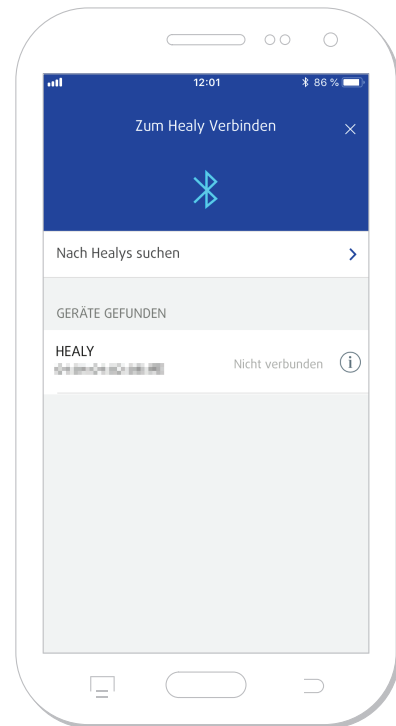 12:01
86 %
Zum Healy Verbinden
Nach Healys suchen
GERÄTE GEFUNDEN
HEALY
Nicht verbunden
i